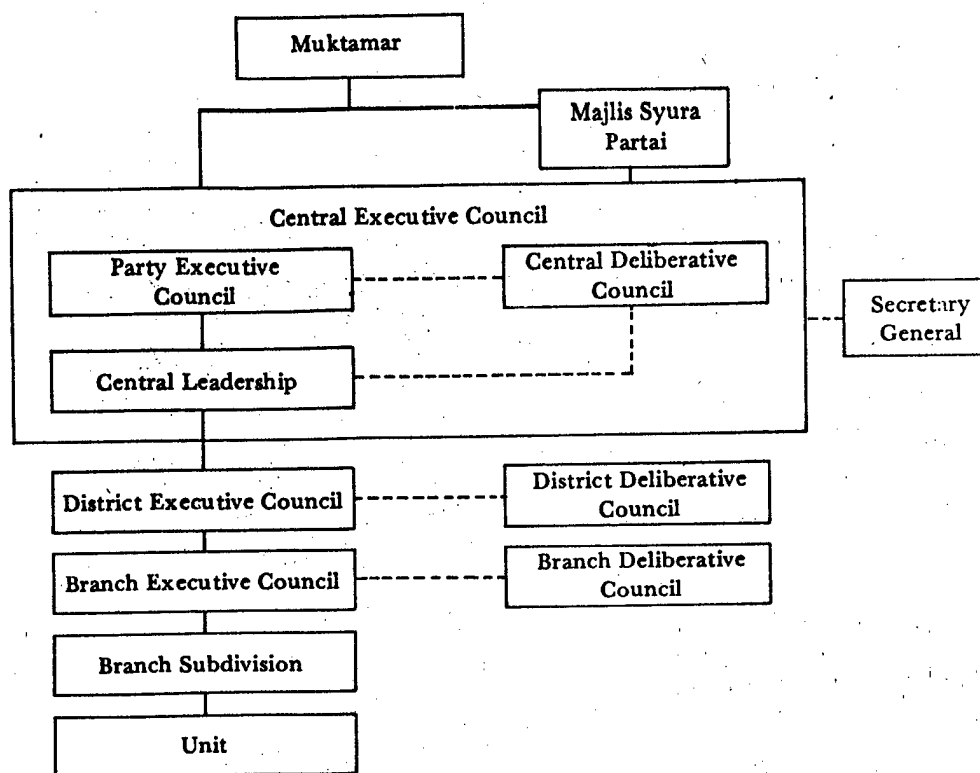 Muktamar
Majlis Syura
Partai
Central Executive Council
Party Executive
Council
Central Deliberative
Council
Secretary
General
Central Leadership
District Executive Council
District Deliberative
Council
Branch Executive Council
Branch Deliberative
Council
Branch Subdivision
Unit